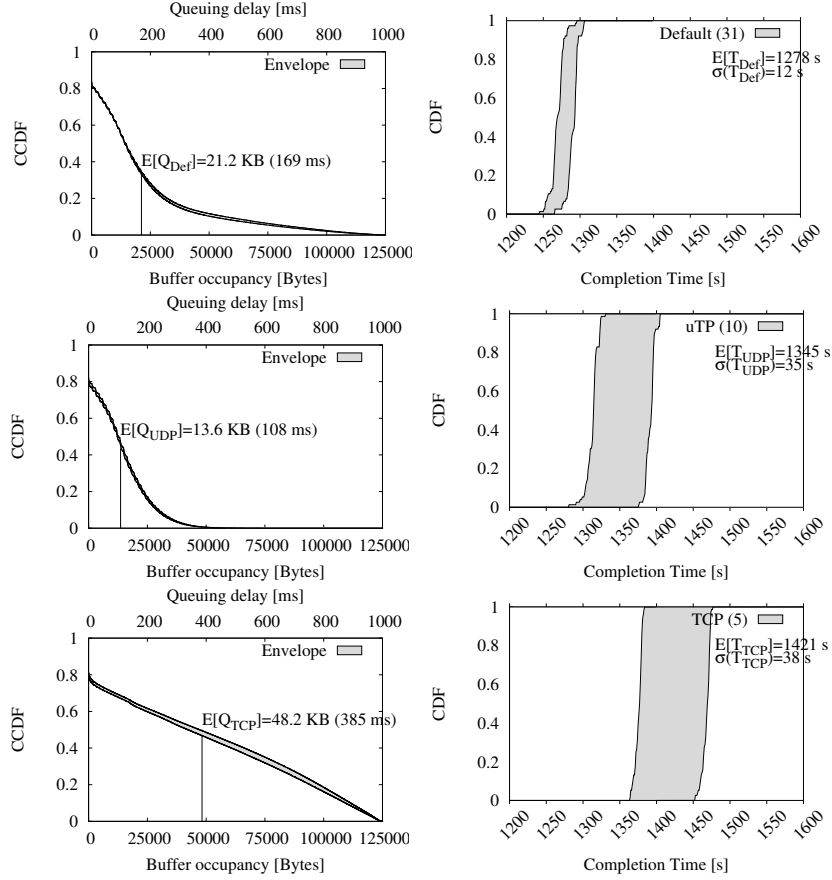 Queuing delay [ms]
0 200 400 600 800 1000
CCDF
1
0.8
0.6
0.4
0.2
0
Envelope
E[Q_Def]=21.2 KB (169 ms)
0 25000 50000 75000 100000 125000
Buffer occupancy [Bytes]
CDF
1
0.8
0.6
0.4
0.2
0
Default (31)
E[T_Def]=1278 s
σ(T_Def)=12 s
1200 1250 1300 1350 1400 1450 1500 1550 1600
Completion Time [s]
Queuing delay [ms]
0 200 400 600 800 1000
CCDF
1
0.8
0.6
0.4
0.2
0
Envelope
E[Q_UDP]=13.6 KB (108 ms)
0 25000 50000 75000 100000 125000
Buffer occupancy [Bytes]
CDF
1
0.8
0.6
0.4
0.2
0
uTP (10)
E[T_UDP]=1345 s
σ(T_UDP)=35 s
1200 1250 1300 1350 1400 1450 1500 1550 1600
Completion Time [s]
Queuing delay [ms]
0 200 400 600 800 1000
CCDF
1
0.8
0.6
0.4
0.2
0
Envelope
E[Q_TCP]=48.2 KB (385 ms)
0 25000 50000 75000 100000 125000
Buffer occupancy [Bytes]
CDF
1
0.8
0.6
0.4
0.2
0
TCP (5)
E[T_TCP]=1421 s
σ(T_TCP)=38 s
1200 1250 1300 1350 1400 1450 1500 1550 1600
Completion Time [s]